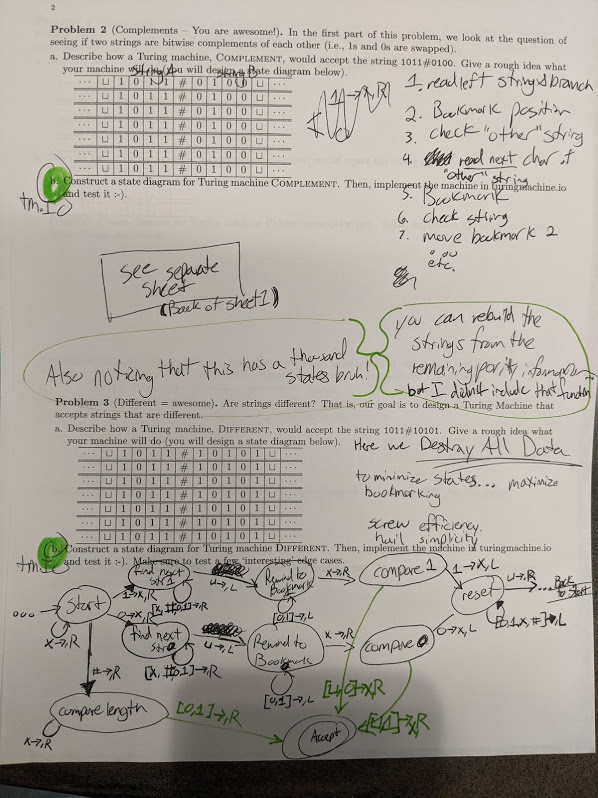 2
Problem 2 (Complements – You are awesome!). In the first part of this problem, we look at the question of
seeing if two strings are bitwise complements of each other (i.e., 1s and 0s are swapped).
a. Describe how a Turing machine, COMPLEMENT, would accept the string 1011#0100. Give a rough idea what
your machine will do (you will design a state diagram below).
String A String B
··· ⊔ 1 0 1 1 # 0 1 0 0 ⊔ ···
··· ⊔ 1 0 1 1 # 0 1 0 0 ⊔ ···
··· ⊔ 1 0 1 1 # 0 1 0 0 ⊔ ···
··· ⊔ 1 0 1 1 # 0 1 0 0 ⊔ ···
··· ⊔ 1 0 1 1 # 0 1 0 0 ⊔ ···
··· ⊔ 1 0 1 1 # 0 1 0 0 ⊔ ···
··· ⊔ 1 0 1 1 # 0 1 0 0 ⊔ ···
1. read left string & branch
2. Bookmark position
3. check "other" string
4. read next char of
"other" string
5. Bookmark
6. check string
7. move bookmark 2
etc.
b. Construct a state diagram for Turing machine COMPLEMENT. Then, implement the machine in turingmachine.io
and test it :-).
tm.Io
see separate
sheet
(Back of sheet 1)
Also noticing that this has a thousand
states bruh!
you can rebuild the
strings from the
remaining parity information
but I didn't include that function
Problem 3 (Different = awesome). Are strings different? That is, our goal is to design a Turing Machine that
accepts strings that are different.
a. Describe how a Turing machine, DIFFERENT, would accept the string 1011#10101. Give a rough idea what
your machine will do (you will design a state diagram below).
··· ⊔ 1 0 1 1 # 1 0 1 0 1 ⊔ ···
··· ⊔ 1 0 1 1 # 1 0 1 0 1 ⊔ ···
··· ⊔ 1 0 1 1 # 1 0 1 0 1 ⊔ ···
··· ⊔ 1 0 1 1 # 1 0 1 0 1 ⊔ ···
··· ⊔ 1 0 1 1 # 1 0 1 0 1 ⊔ ···
··· ⊔ 1 0 1 1 # 1 0 1 0 1 ⊔ ···
··· ⊔ 1 0 1 1 # 1 0 1 0 1 ⊔ ···
Here we Destroy All Data
to minimize states... maximize
bookmarking
screw efficiency.
hail simplicity
b. Construct a state diagram for Turing machine DIFFERENT. Then, implement the machine in turingmachine.io
and test it :-). Make sure to test a few 'interesting' edge cases.
tm.Io
Start
x→,R
1→x,R
find next
str1
[x,#,0,1]→,R
⊔→,L
Rewind to
Bookmark
[0,1]→,L
x→,R
compare 1
1→x,L
reset
⊔→,R
Back
to Start
[0,1,x,#]→,L
0→x,R
find next
str0
[x,#,0,1]→,R
⊔→,L
Rewind to
Bookmark
[0,1]→,L
x→,R
compare 0
0→x,L
#→,R
compare length
x→,R
[0,1]→,R
Accept